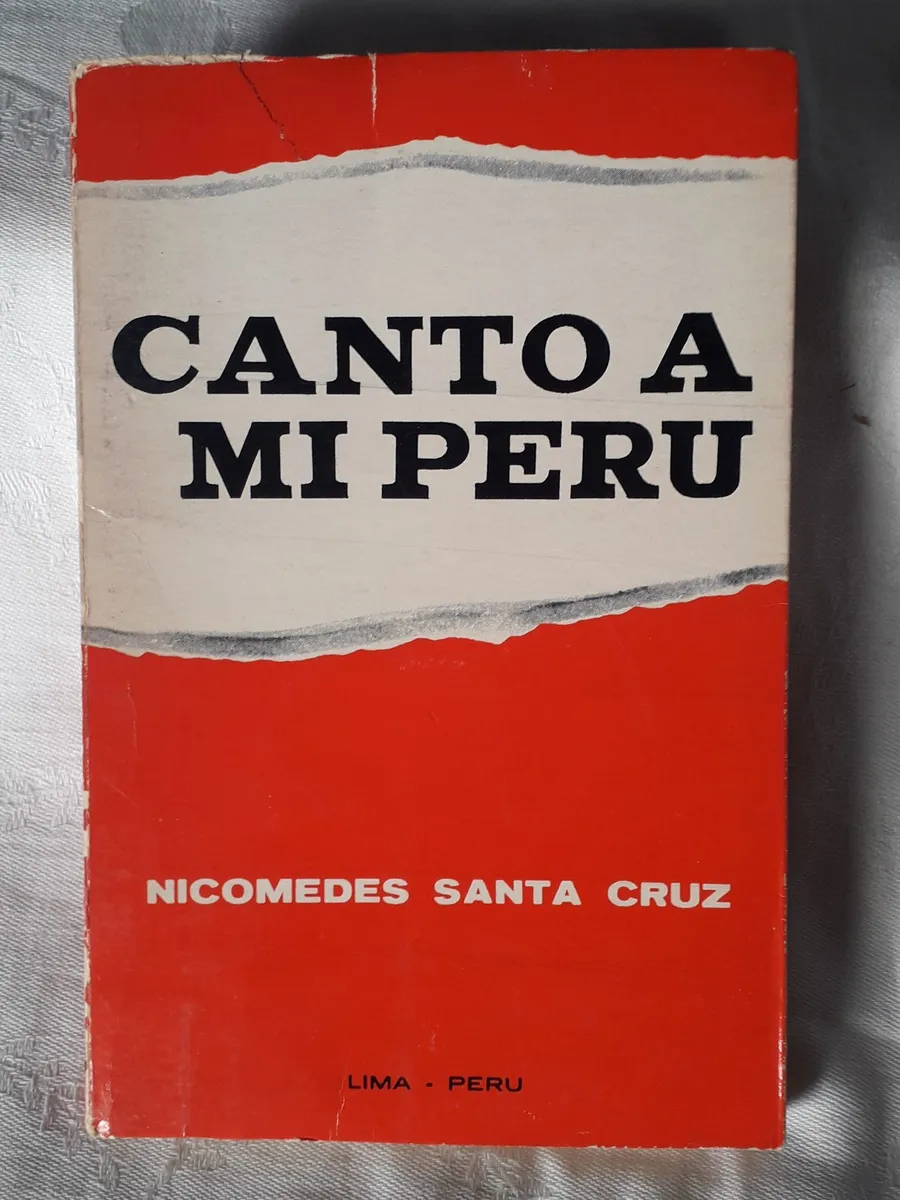 CANTO A
MI PERU
NICOMEDES SANTA CRUZ
LIMA - PERU